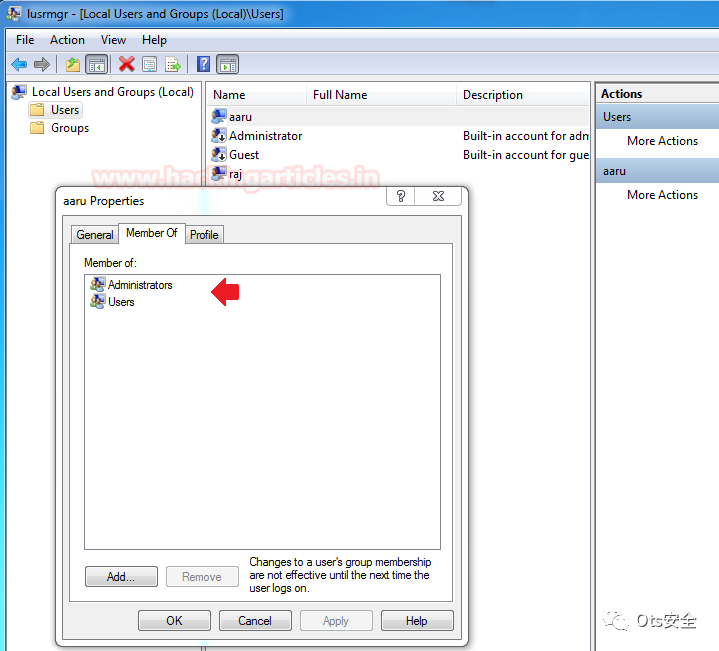 lusrmgr - [Local Users and Groups (Local)\Users]
File Action View Help
Local Users and Groups (Local)
Users
Groups
Name Full Name Description
aaru
Administrator Built-in account for adm
Guest Built-in account for gue
raj
Actions
Users
More Actions
aaru
More Actions
www.hackingarticles.in
aaru Properties
General Member Of Profile
Member of:
Administrators
Users
Add... Remove
Changes to a user's group membership
are not effective until the next time the
user logs on.
OK Cancel Apply Help
Ots安全